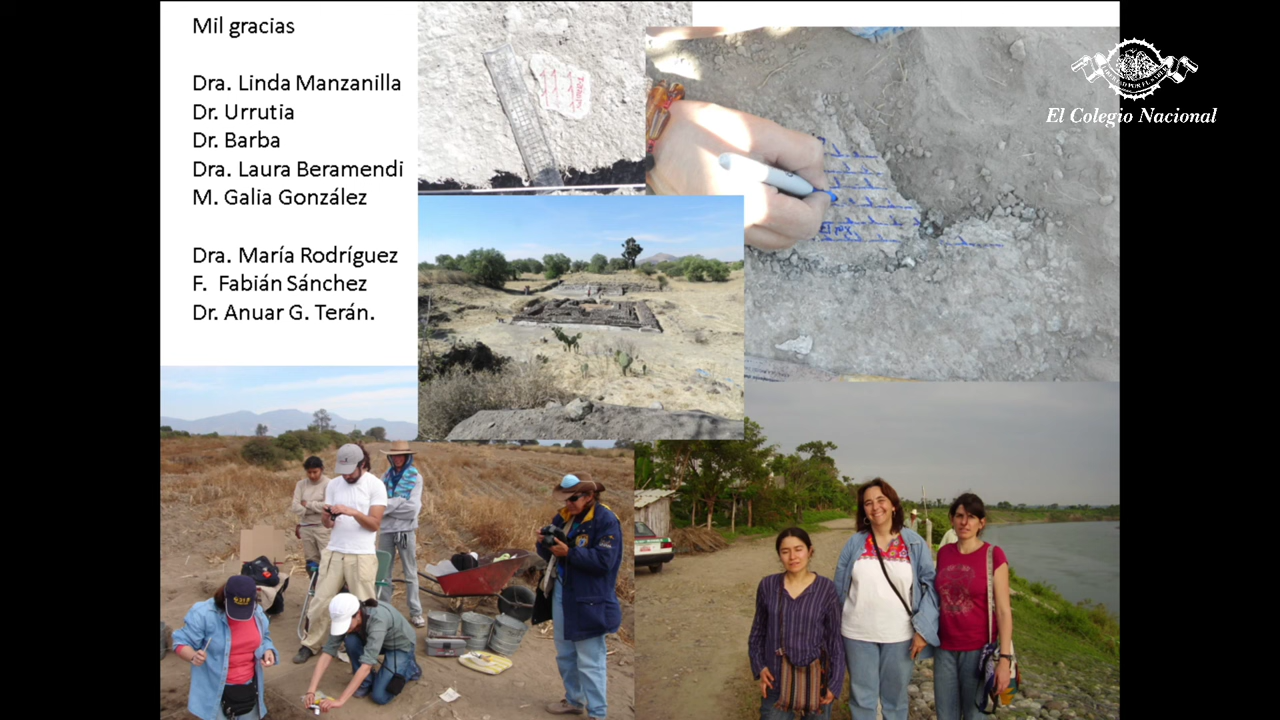 Mil gracias
Dra. Linda Manzanilla
Dr. Urrutia
Dr. Barba
Dra. Laura Beramendi
M. Galia González
Dra. María Rodríguez
F. Fabián Sánchez
Dr. Anuar G. Terán.
El Colegio Nacional